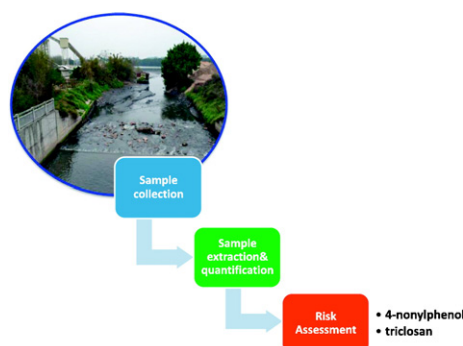 Sample
collection
Sample
extraction&
quantification
Risk
Assessment
• 4-nonylphenol
• triclosan